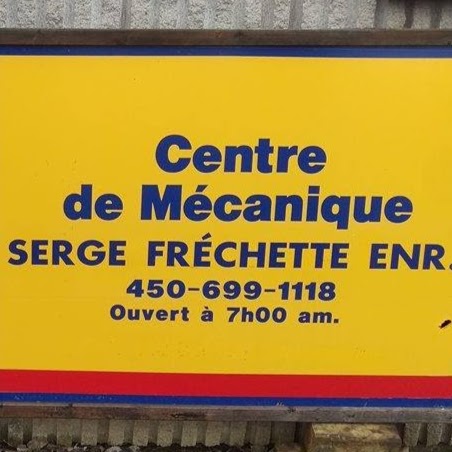 Centre
de Mécanique
SERGE FRÉCHETTE ENR.
450-699-1118
Ouvert à 7h00 am.